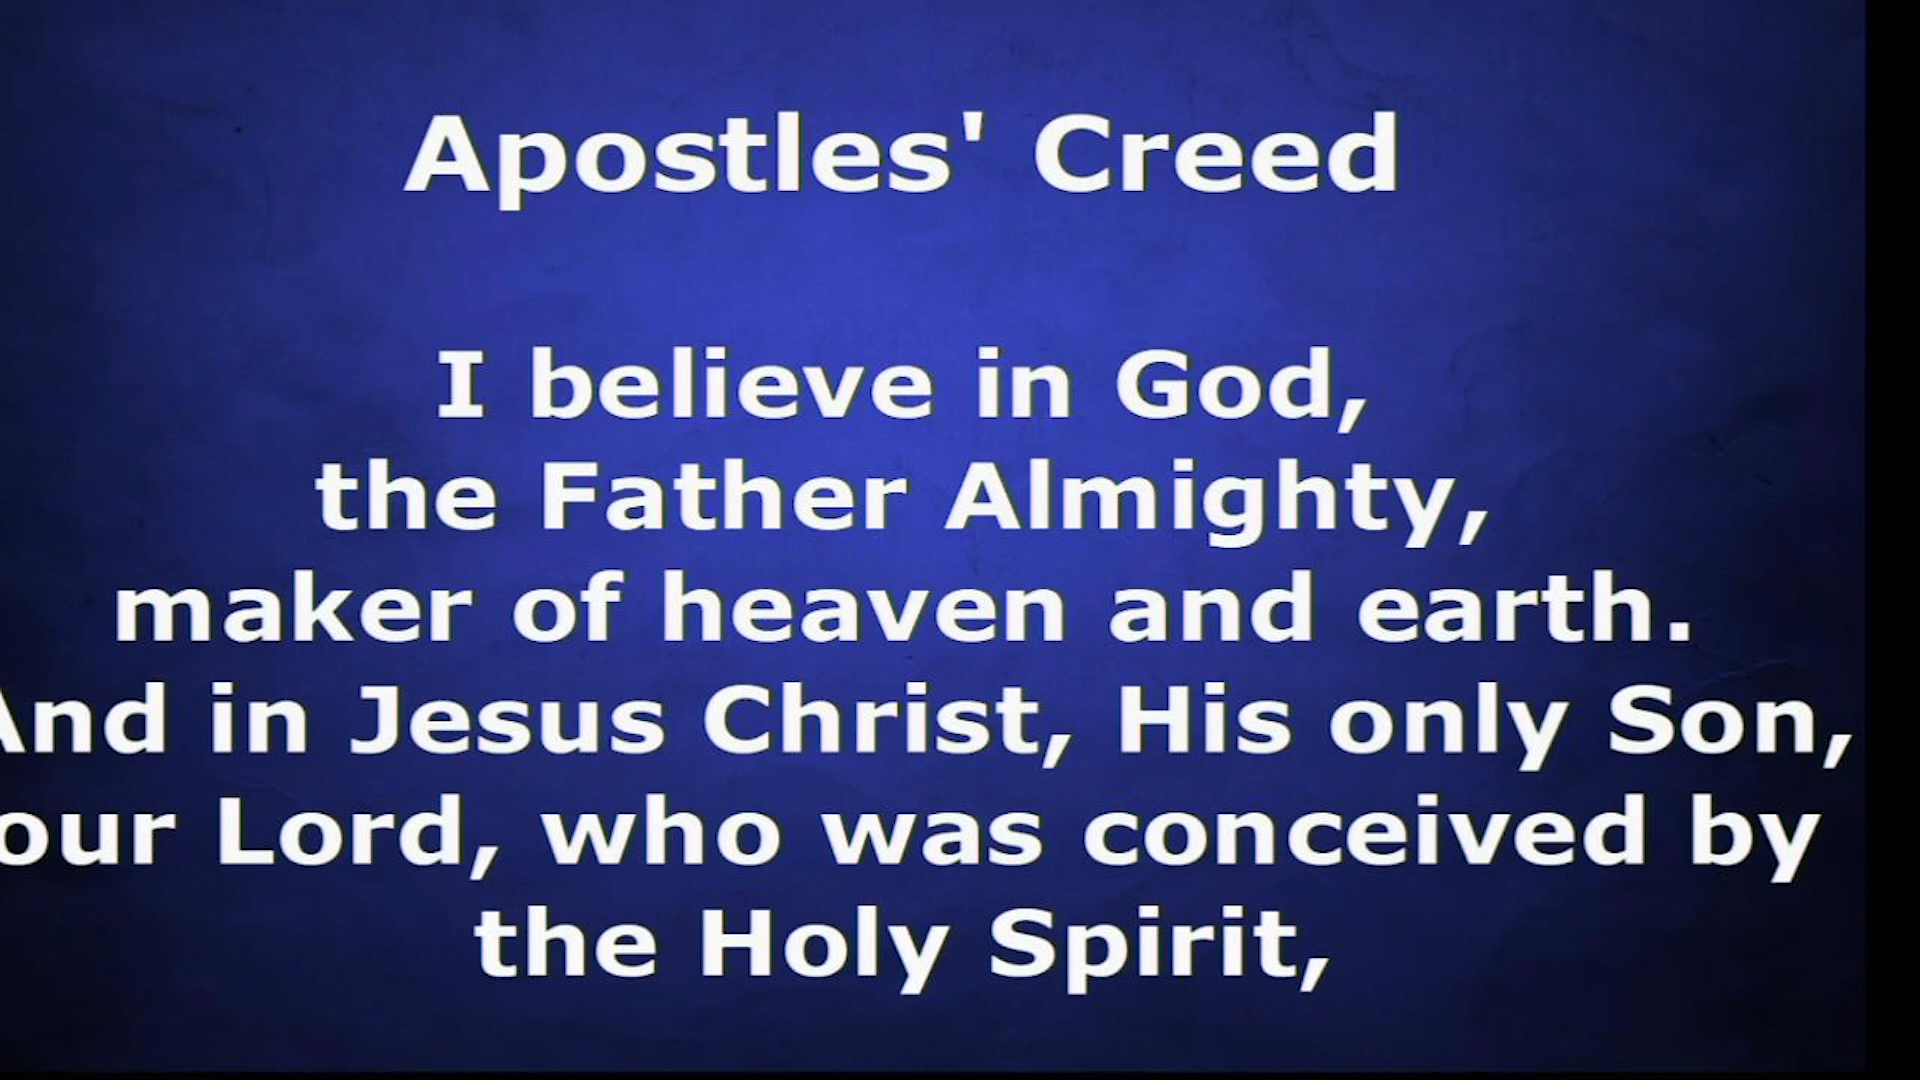 Apostles' Creed
I believe in God,
the Father Almighty,
maker of heaven and earth.
And in Jesus Christ, His only Son,
our Lord, who was conceived by
the Holy Spirit,